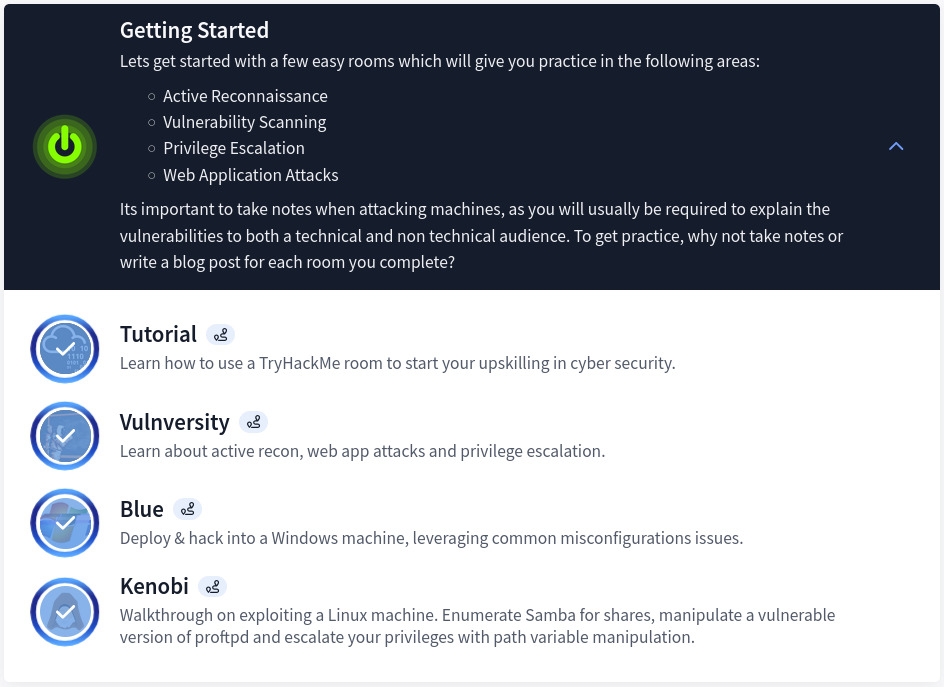 Getting Started
Lets get started with a few easy rooms which will give you practice in the following areas:
Active Reconnaissance
Vulnerability Scanning
Privilege Escalation
Web Application Attacks
Its important to take notes when attacking machines, as you will usually be required to explain the
vulnerabilities to both a technical and non technical audience. To get practice, why not take notes or
write a blog post for each room you complete?
Tutorial
Learn how to use a TryHackMe room to start your upskilling in cyber security.
Vulnversity
Learn about active recon, web app attacks and privilege escalation.
Blue
Deploy & hack into a Windows machine, leveraging common misconfigurations issues.
Kenobi
Walkthrough on exploiting a Linux machine. Enumerate Samba for shares, manipulate a vulnerable
version of proftpd and escalate your privileges with path variable manipulation.